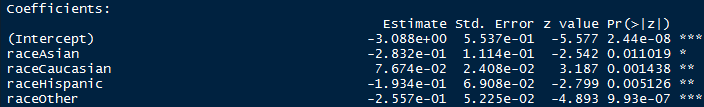 Coefficients:
Estimate Std. Error z value Pr(>|z|)
(Intercept) -3.088e+00 5.537e-01 -5.577 2.44e-08 ***
raceAsian -2.832e-01 1.114e-01 -2.542 0.011019 *
raceCaucasian 7.674e-02 2.408e-02 3.187 0.001438 **
raceHispanic -1.934e-01 6.908e-02 -2.799 0.005126 **
raceOther -2.557e-01 5.225e-02 -4.893 9.93e-07 ***